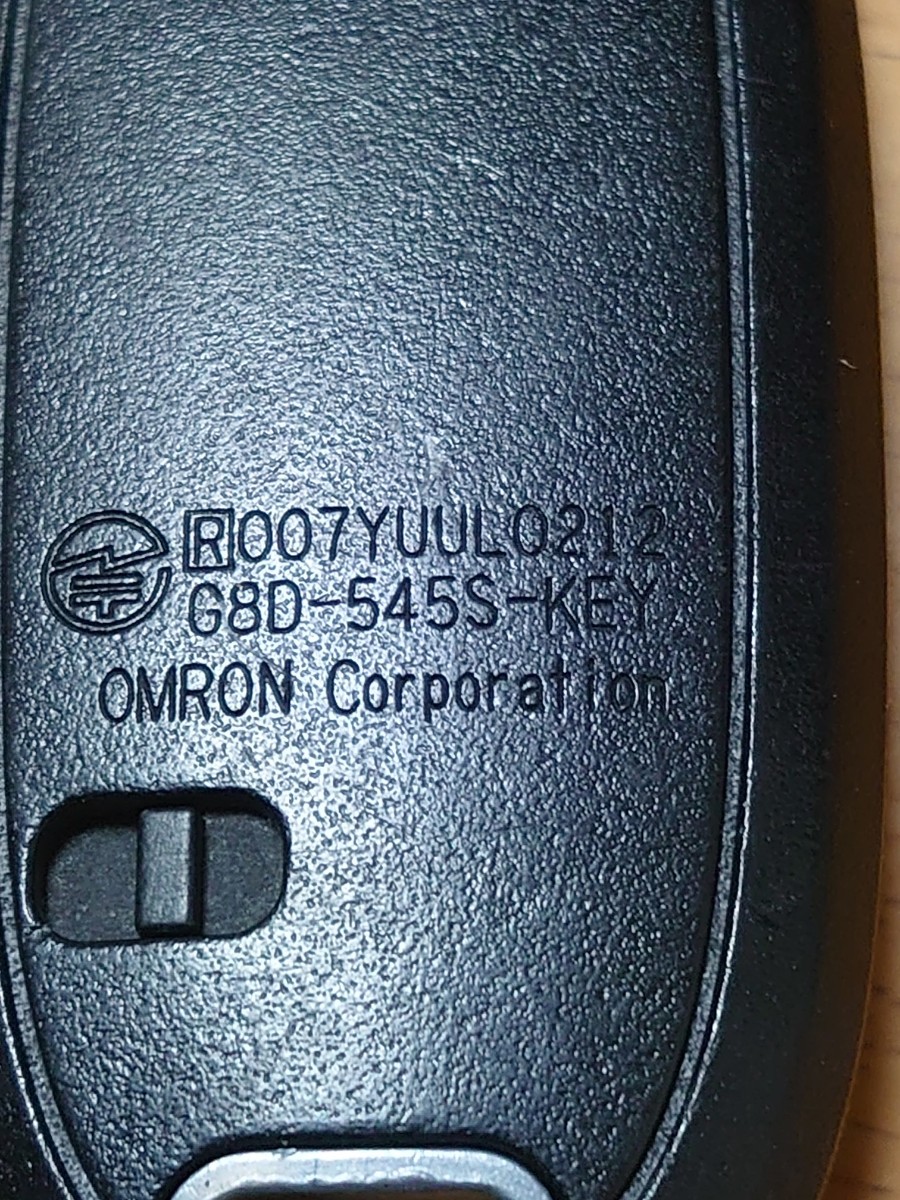 R007YUUL0212
G8D-545S-KEY
OMRON Corporation